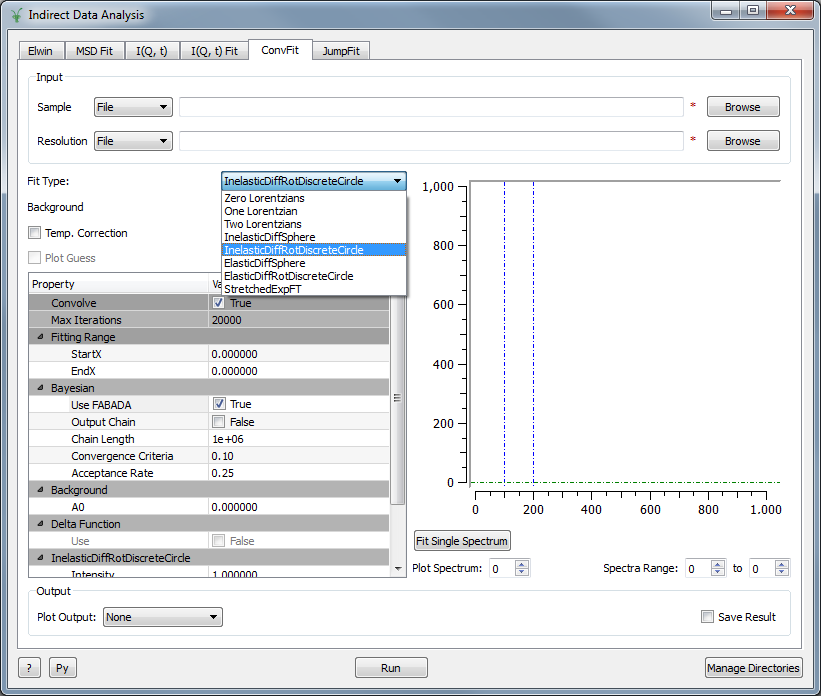 Indirect Data Analysis
Elwin MSD Fit I(Q, t) I(Q, t) Fit ConvFit JumpFit
Input
Sample File * Browse
Resolution File * Browse
Fit Type: InelasticDiffRotDiscreteCircle
Zero Lorentzians
One Lorentzian
Two Lorentzians
InelasticDiffSphere
InelasticDiffRotDiscreteCircle
ElasticDiffSphere
ElasticDiffRotDiscreteCircle
StretchedExpFT
Background
Temp. Correction
Plot Guess
Property
Convolve True
Max Iterations 20000
Fitting Range
StartX 0.000000
EndX 0.000000
Bayesian
Use FABADA True
Output Chain False
Chain Length 1e+06
Convergence Criteria 0.10
Acceptance Rate 0.25
Background
A0 0.000000
Delta Function
Use False
InelasticDiffRotDiscreteCircle
Intensity 1.000000
1,000
800
600
400
200
0
0 200 400 600 800 1.000
Fit Single Spectrum
Plot Spectrum: 0 Spectra Range: 0 to 0
Output
Plot Output: None Save Result
? Py Run Manage Directories